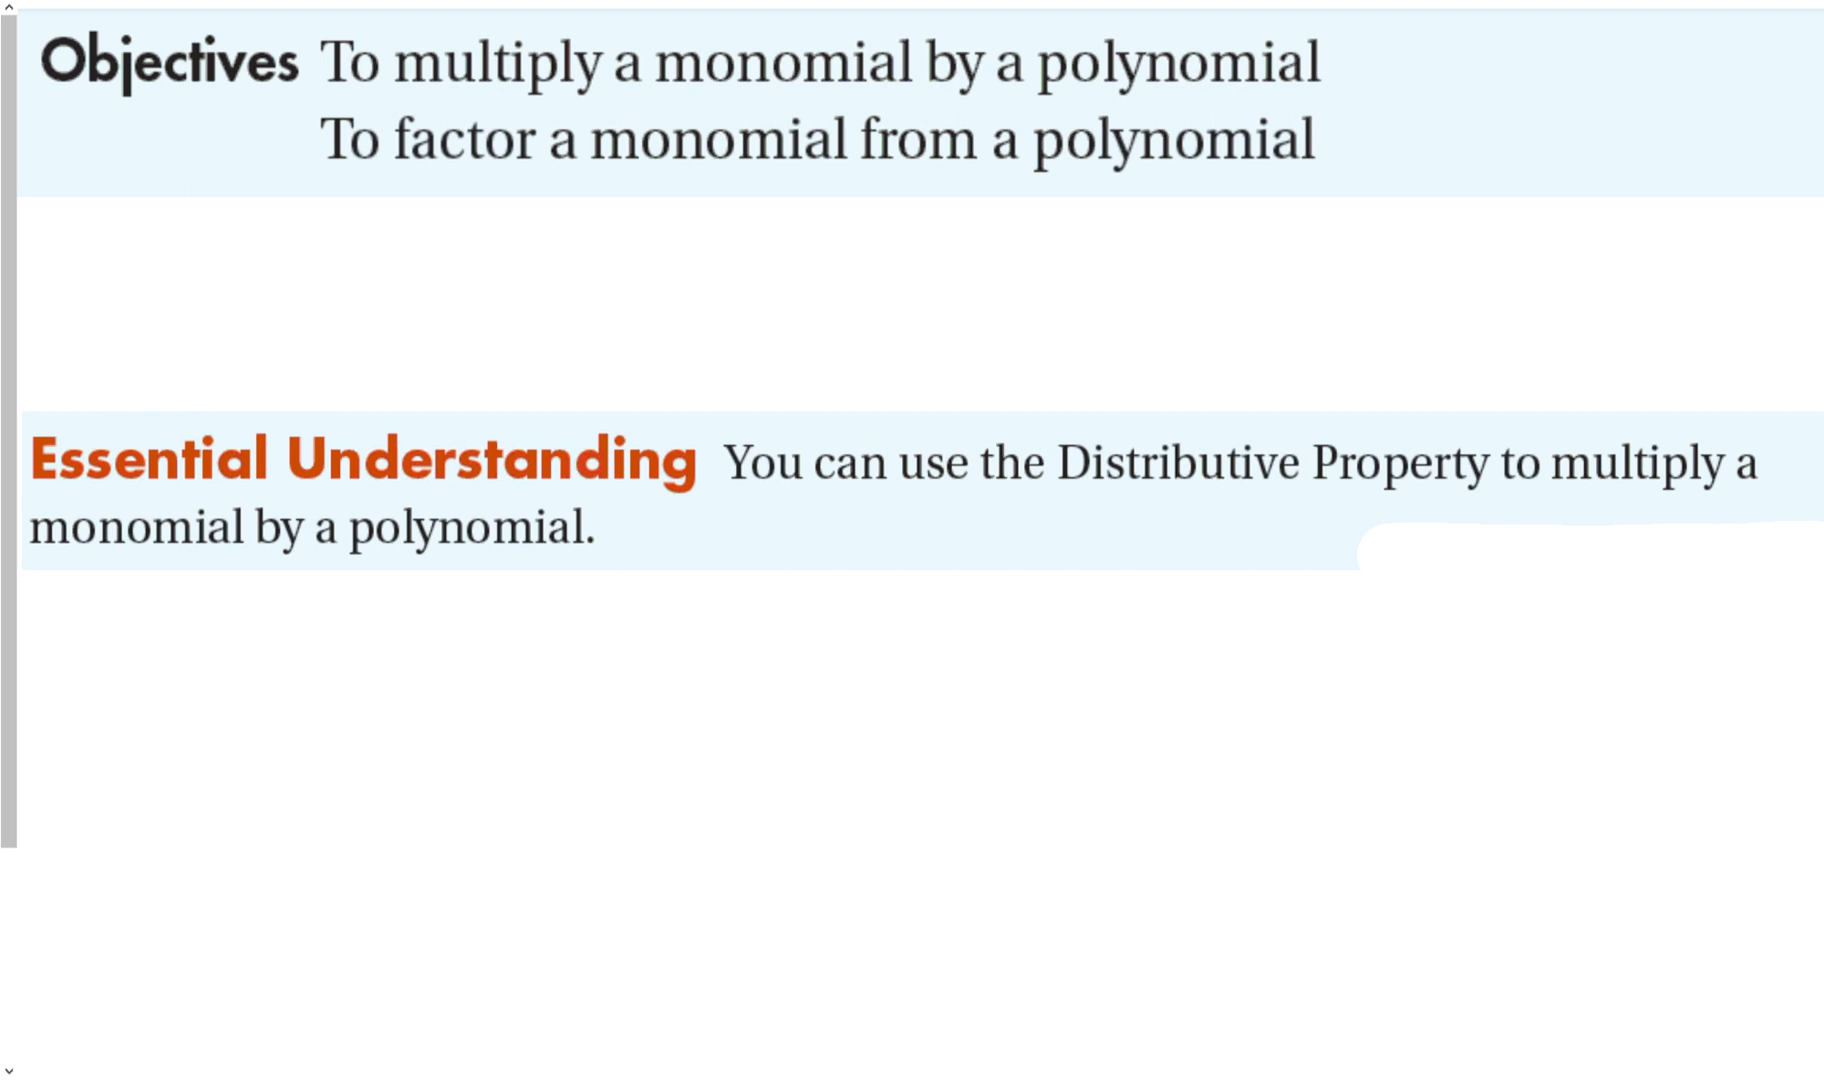 Objectives To multiply a monomial by a polynomial
To factor a monomial from a polynomial
Essential Understanding You can use the Distributive Property to multiply a
monomial by a polynomial.